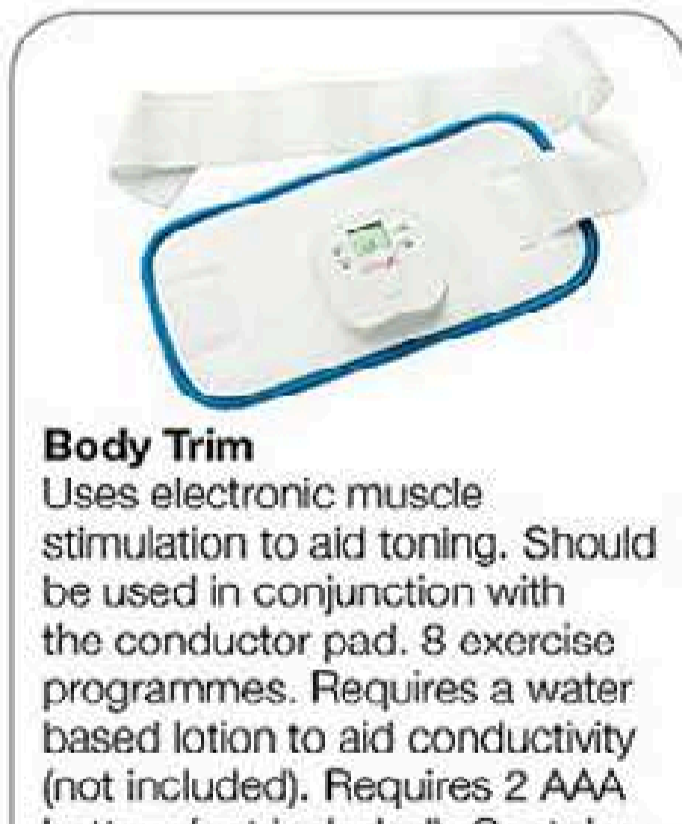 Body Trim
Uses electronic muscle
stimulation to aid toning. Should
be used in conjunction with
the conductor pad. 8 exercise
programmes. Requires a water
based lotion to aid conductivity
(not included). Requires 2 AAA